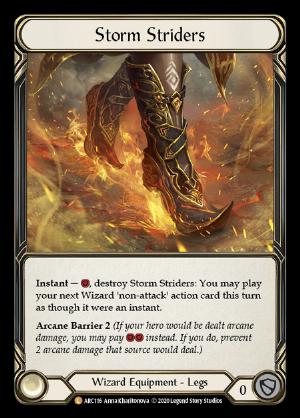 Storm Striders
Instant — , destroy Storm Striders: You may play
your next Wizard 'non-attack' action card this turn
as though it were an instant.
Arcane Barrier 2 (If your hero would be dealt arcane
damage, you may pay instead. If you do, prevent
2 arcane damage that source would deal.)
Wizard Equipment - Legs
0
L ARC116 Anna Kharitonova © 2020 Legend Story Studios